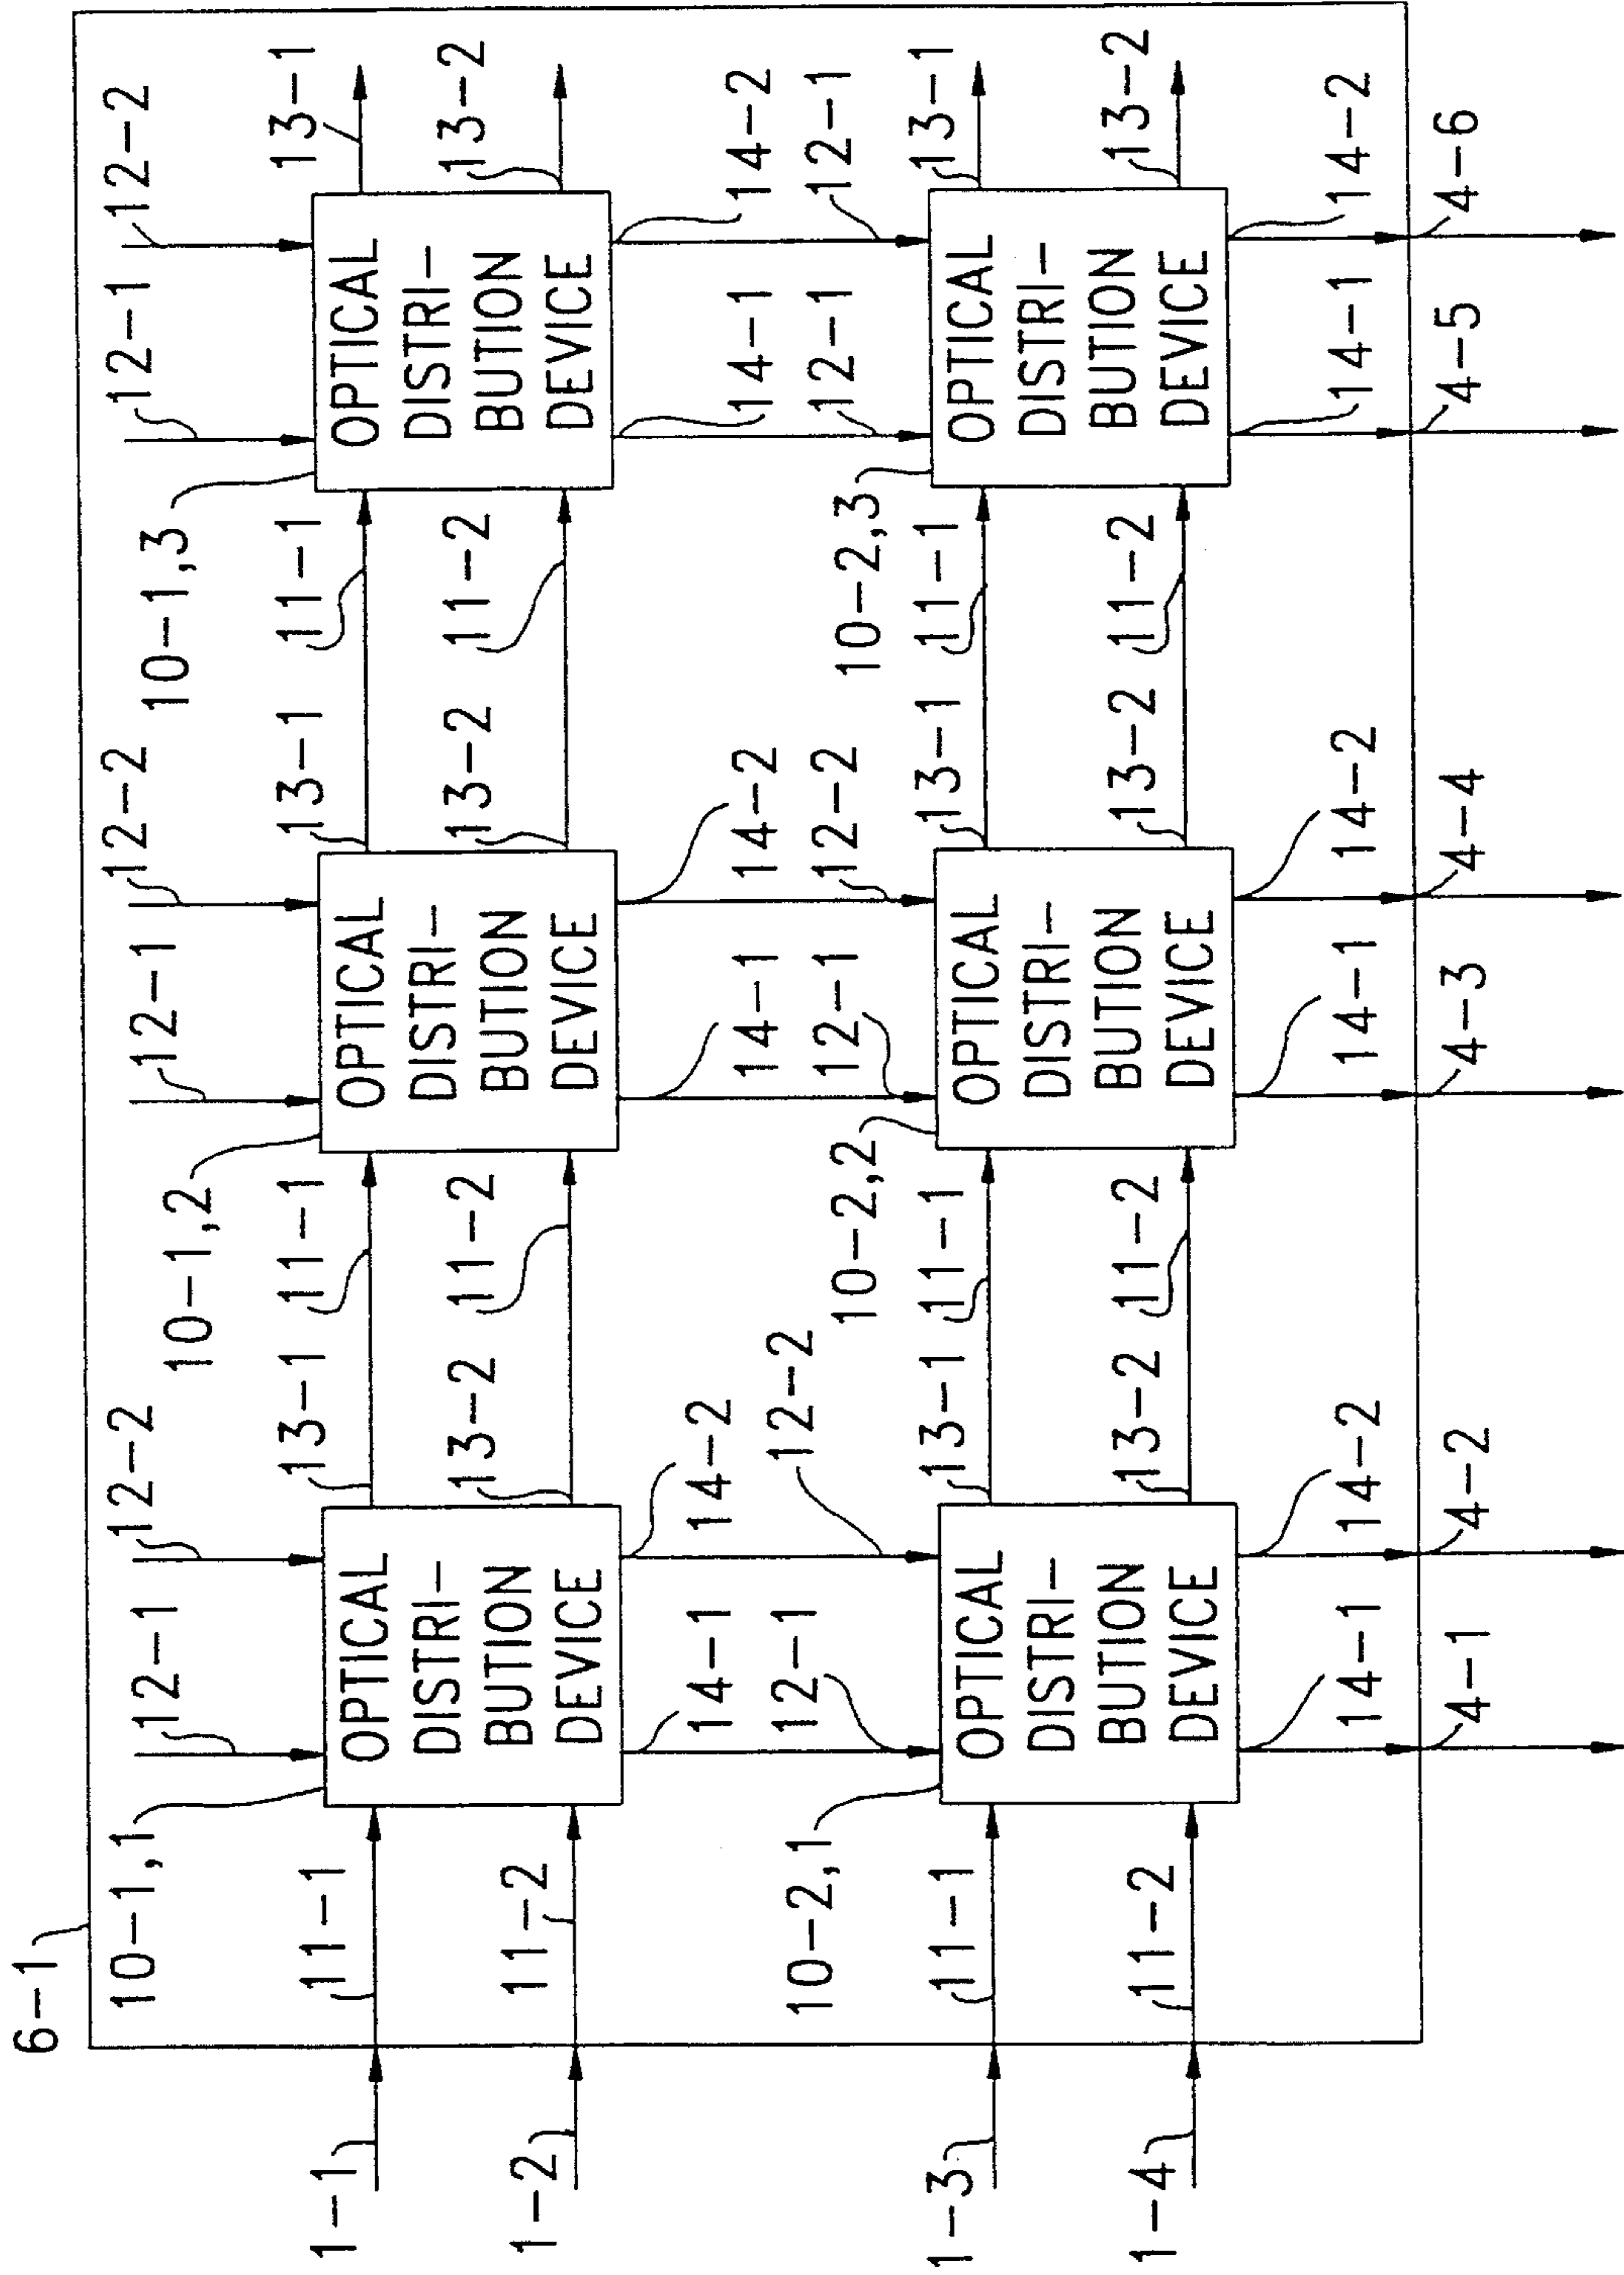 6-1
10-1,1 12-1 12-2 12-1 12-2 12-1 12-2
10-1,2 10-1,3
1-1 11-1 13-1 11-1 13-1 11-1 13-1
OPTICAL OPTICAL OPTICAL
DISTRI- DISTRI- DISTRI-
1-2 11-2 13-2 11-2 13-2 11-2 13-2
BUTION BUTION BUTION
DEVICE DEVICE DEVICE
14-1 14-2 14-1 14-2 14-1 14-2
12-1 12-2 12-1 12-2 12-1 12-1
10-2,1 10-2,2 10-2,3
1-3 11-1 13-1 11-1 13-1 11-1 13-1
OPTICAL OPTICAL OPTICAL
DISTRI- DISTRI- DISTRI-
1-4 11-2 13-2 11-2 13-2 11-2 13-2
BUTION BUTION BUTION
DEVICE DEVICE DEVICE
14-1 14-2 14-1 14-2 14-1 14-2
4-1 4-2 4-3 4-4 4-5 4-6